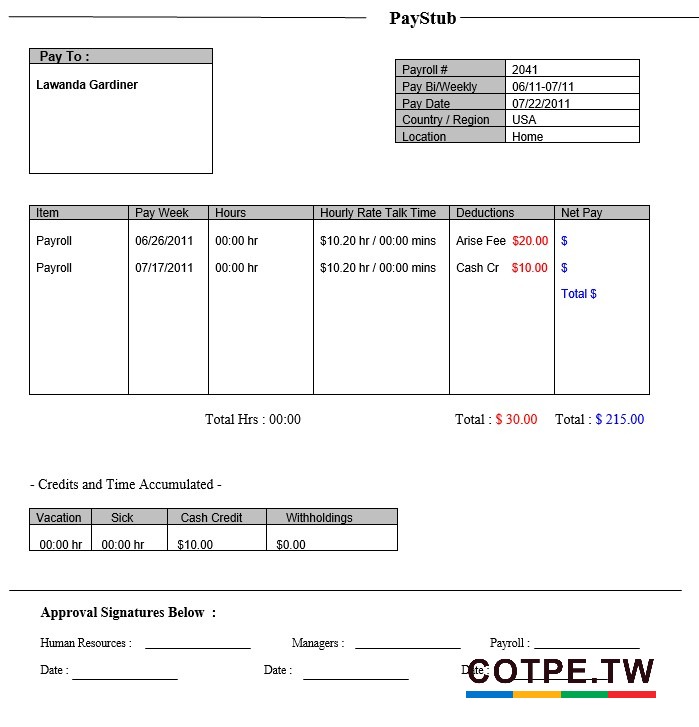 PayStub
Pay To :
Lawanda Gardiner
Payroll # 2041
Pay Bi/Weekly 06/11-07/11
Pay Date 07/22/2011
Country / Region USA
Location Home
Item Pay Week Hours Hourly Rate Talk Time Deductions Net Pay
Payroll 06/26/2011 00:00 hr $10.20 hr / 00:00 mins Arise Fee $20.00 $
Payroll 07/17/2011 00:00 hr $10.20 hr / 00:00 mins Cash Cr $10.00 $
Total $
Total Hrs : 00:00 Total : $ 30.00 Total : $ 215.00
- Credits and Time Accumulated -
Vacation Sick Cash Credit Withholdings
00:00 hr 00:00 hr $10.00 $0.00
Approval Signatures Below :
Human Resources : Managers : Payroll :
Date : Date : Date :
COTPE.TW